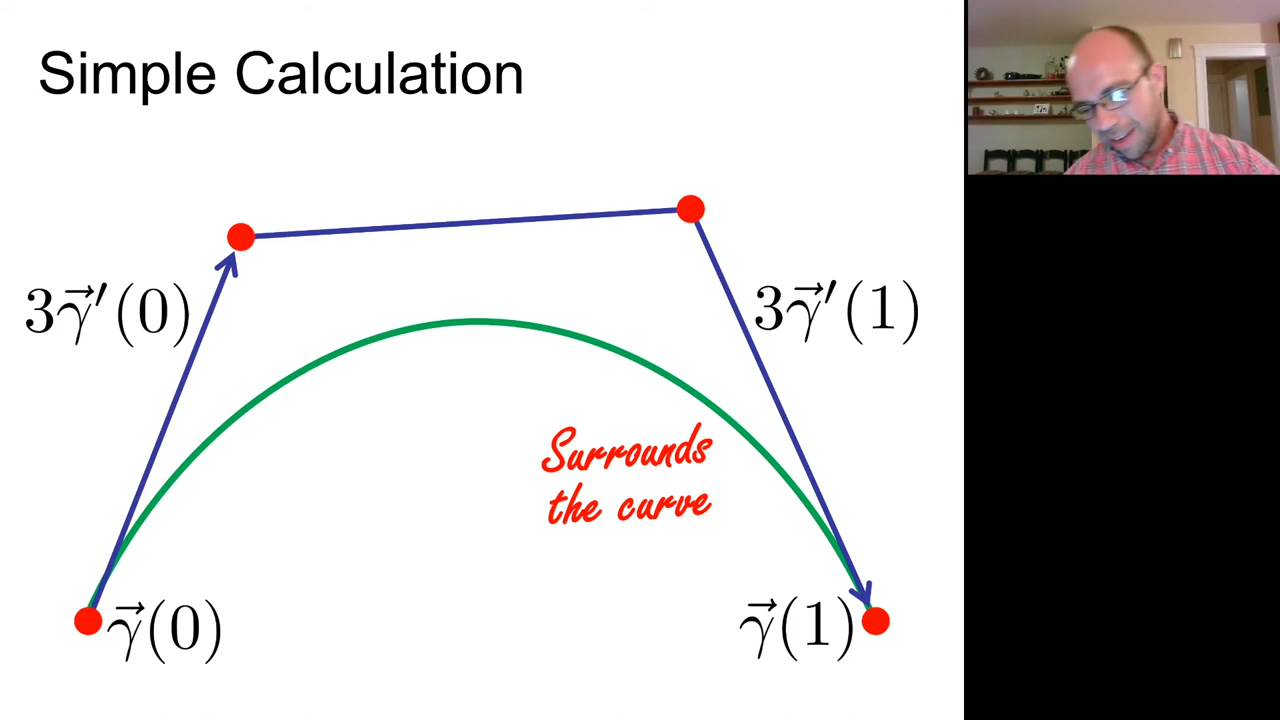 Simple Calculation
3γ⃗′(0)
3γ⃗′(1)
Surrounds
the curve
γ⃗(0)
γ⃗(1)